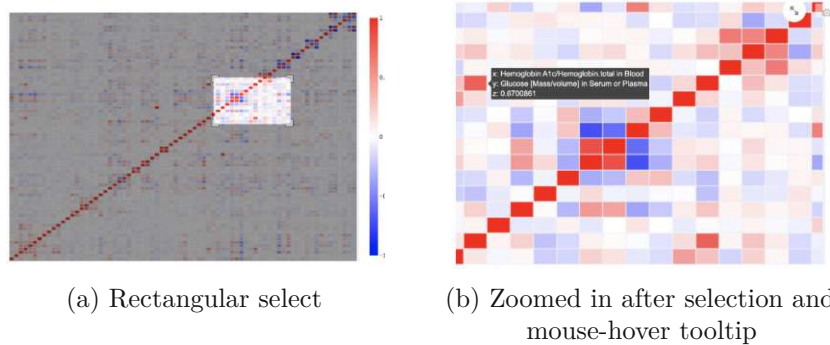 1
0
x: Hemoglobin A1c/Hemoglobin.total in Blood
y: Glucose [Mass/volume] in Serum or Plasma
z: 0.6700861
(a) Rectangular select
(b) Zoomed in after selection and
mouse-hover tooltip